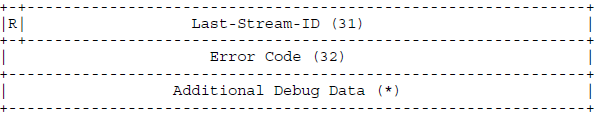 +-+-------------------------------------------------------------+
|R|                  Last-Stream-ID (31)                        |
+-+-------------------------------------------------------------+
|                      Error Code (32)                          |
+---------------------------------------------------------------+
|                  Additional Debug Data (*)                    |
+---------------------------------------------------------------+